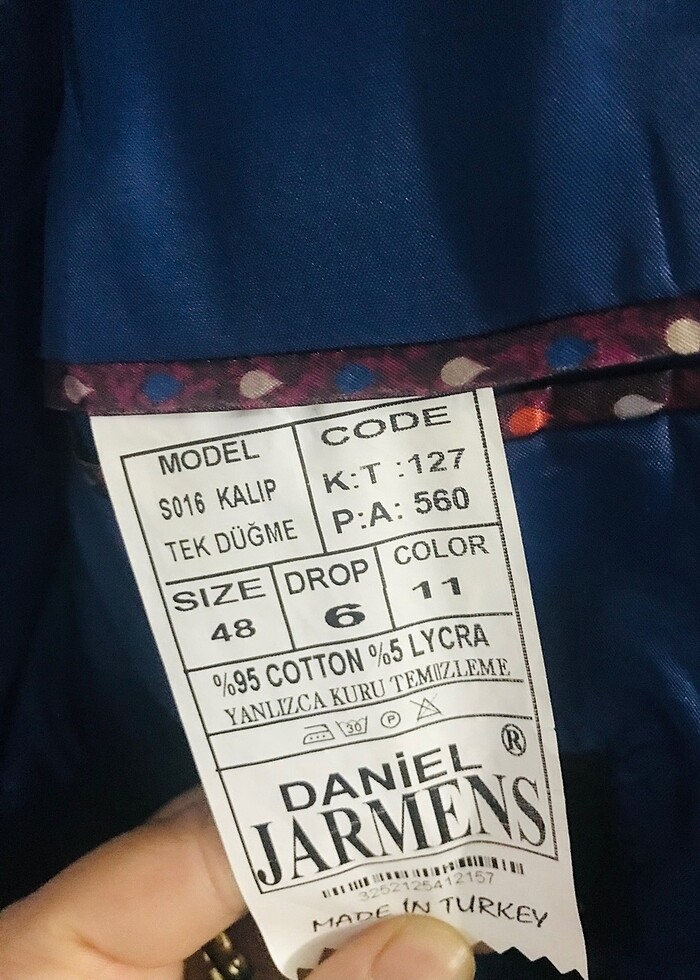 MODEL
S016 KALIP
TEK DÜĞME
CODE
K:T :127
P:A: 560
SIZE
48
DROP
6
COLOR
11
%95 COTTON %5 LYCRA
YANLIZCA KURU TEMİZLEME
30 P
DANiEL ®
JARMENS
3252125412157
MADE IN TURKEY